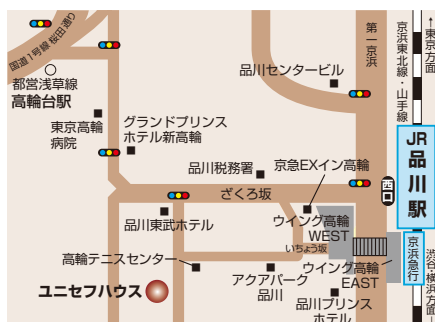 国道1号線 桜田通り
都営浅草線
高輪台駅
東京高輪
病院
グランドプリンス
ホテル新高輪
品川センタービル
第一京浜
京浜東北線・山手線
←東京方面
JR
品川駅
西口
京浜急行
渋谷・横浜方面→
品川税務署
京急EXイン高輪
ざくろ坂
品川東武ホテル
ウイング高輪
WEST
いちょう坂
高輪テニスセンター
アクアパーク
品川
ウイング高輪
EAST
ユニセフハウス
品川プリンス
ホテル